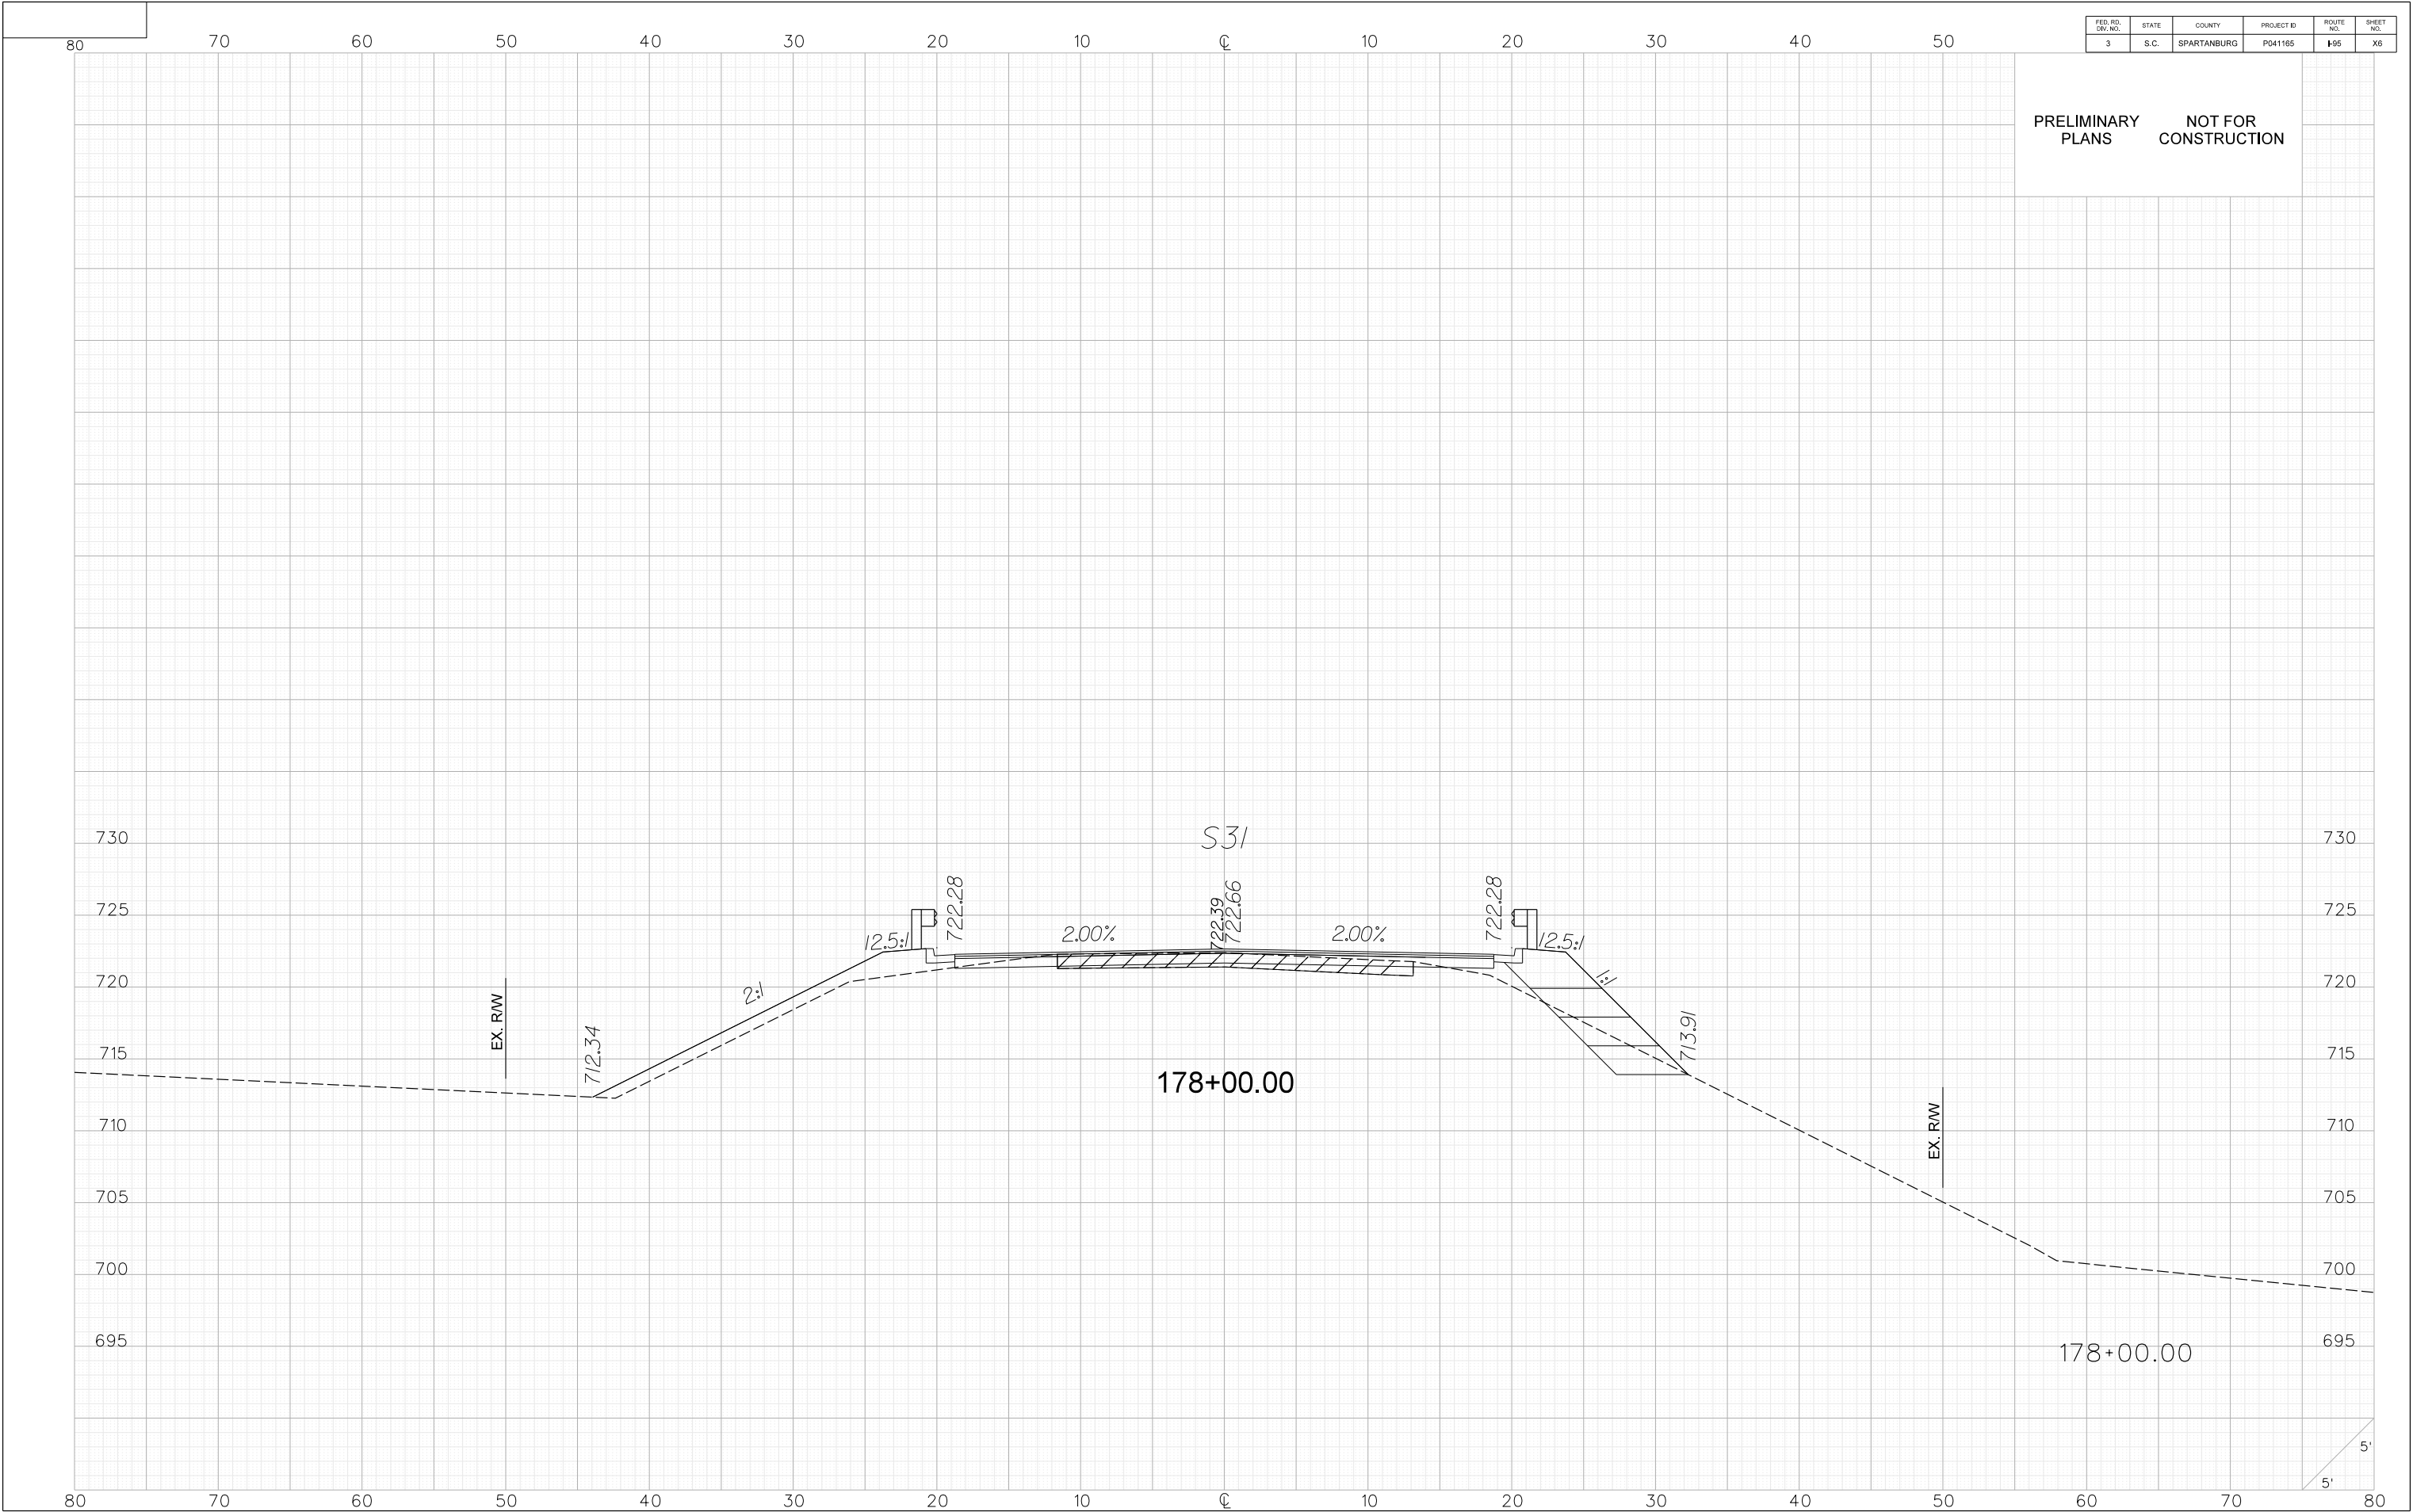 FED. RD. DIV. NO. STATE COUNTY PROJECT ID ROUTE NO. SHEET NO.
3 S.C. SPARTANBURG P041165 I-95 X6
80 70 60 50 40 30 20 10 ℄ 10 20 30 40 50
PRELIMINARY PLANS
NOT FOR CONSTRUCTION
730 730
S31
725 725
722.28
722.39
722.66
722.28
12.5:1
2.00%
2.00%
12.5:1
1:1
720 720
2:1
EX. R/W
712.34
713.91
715 715
178+00.00
710 710
EX. R/W
705 705
700 700
695 695
178+00.00
5'
5'
80 70 60 50 40 30 20 10 ℄ 10 20 30 40 50 60 70 80